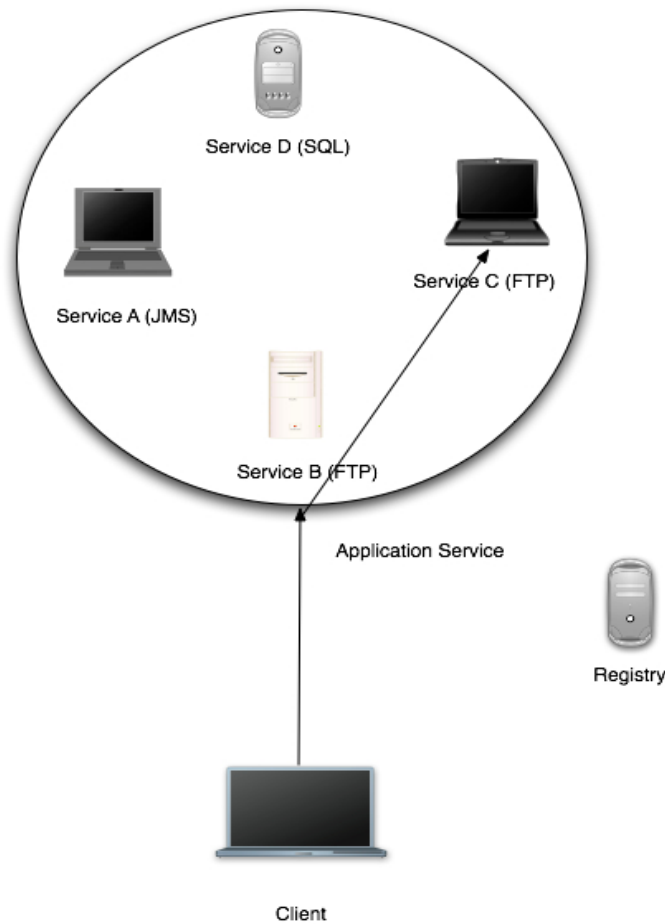 Service D (SQL)
Service C (FTP)
Service A (JMS)
Service B (FTP)
Application Service
Registry
Client